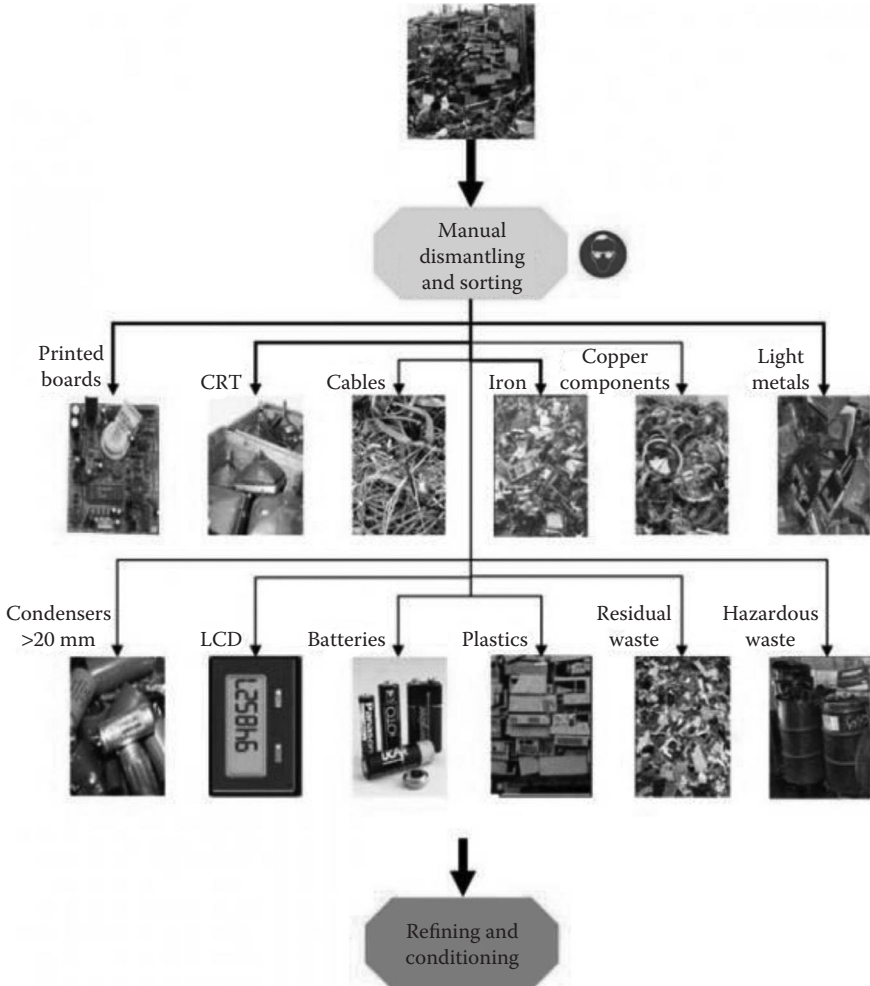 Manual
dismantling
and sorting
Printed
boards
CRT
Cables
Iron
Copper
components
Light
metals
Condensers
>20 mm
LCD
Batteries
Plastics
Residual
waste
Hazardous
waste
948527
Refining and
conditioning